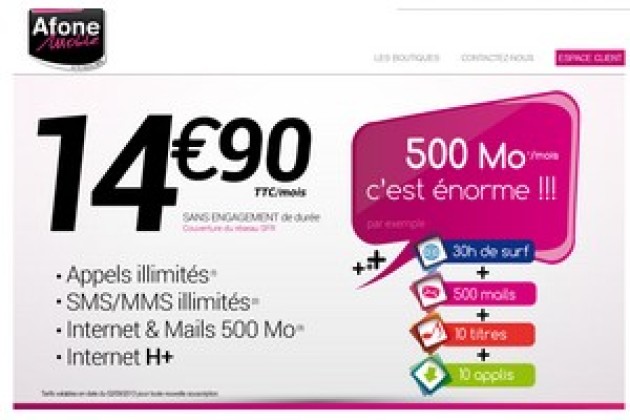 Afone
Mobile
LES BOUTIQUES CONTACTEZ-NOUS ESPACE CLIENT
14€90
TTC/mois
SANS ENGAGEMENT de durée
Couverture du réseau SFR
• Appels illimités
• SMS/MMS illimités
• Internet & Mails 500 Mo
• Internet H+
500 Mo*/mois
c'est énorme !!!
par exemple
30h de surf
+
500 mails
+
10 titres
+
10 applis
Tarifs valables en date du 02/09/2013 pour toute nouvelle souscription.